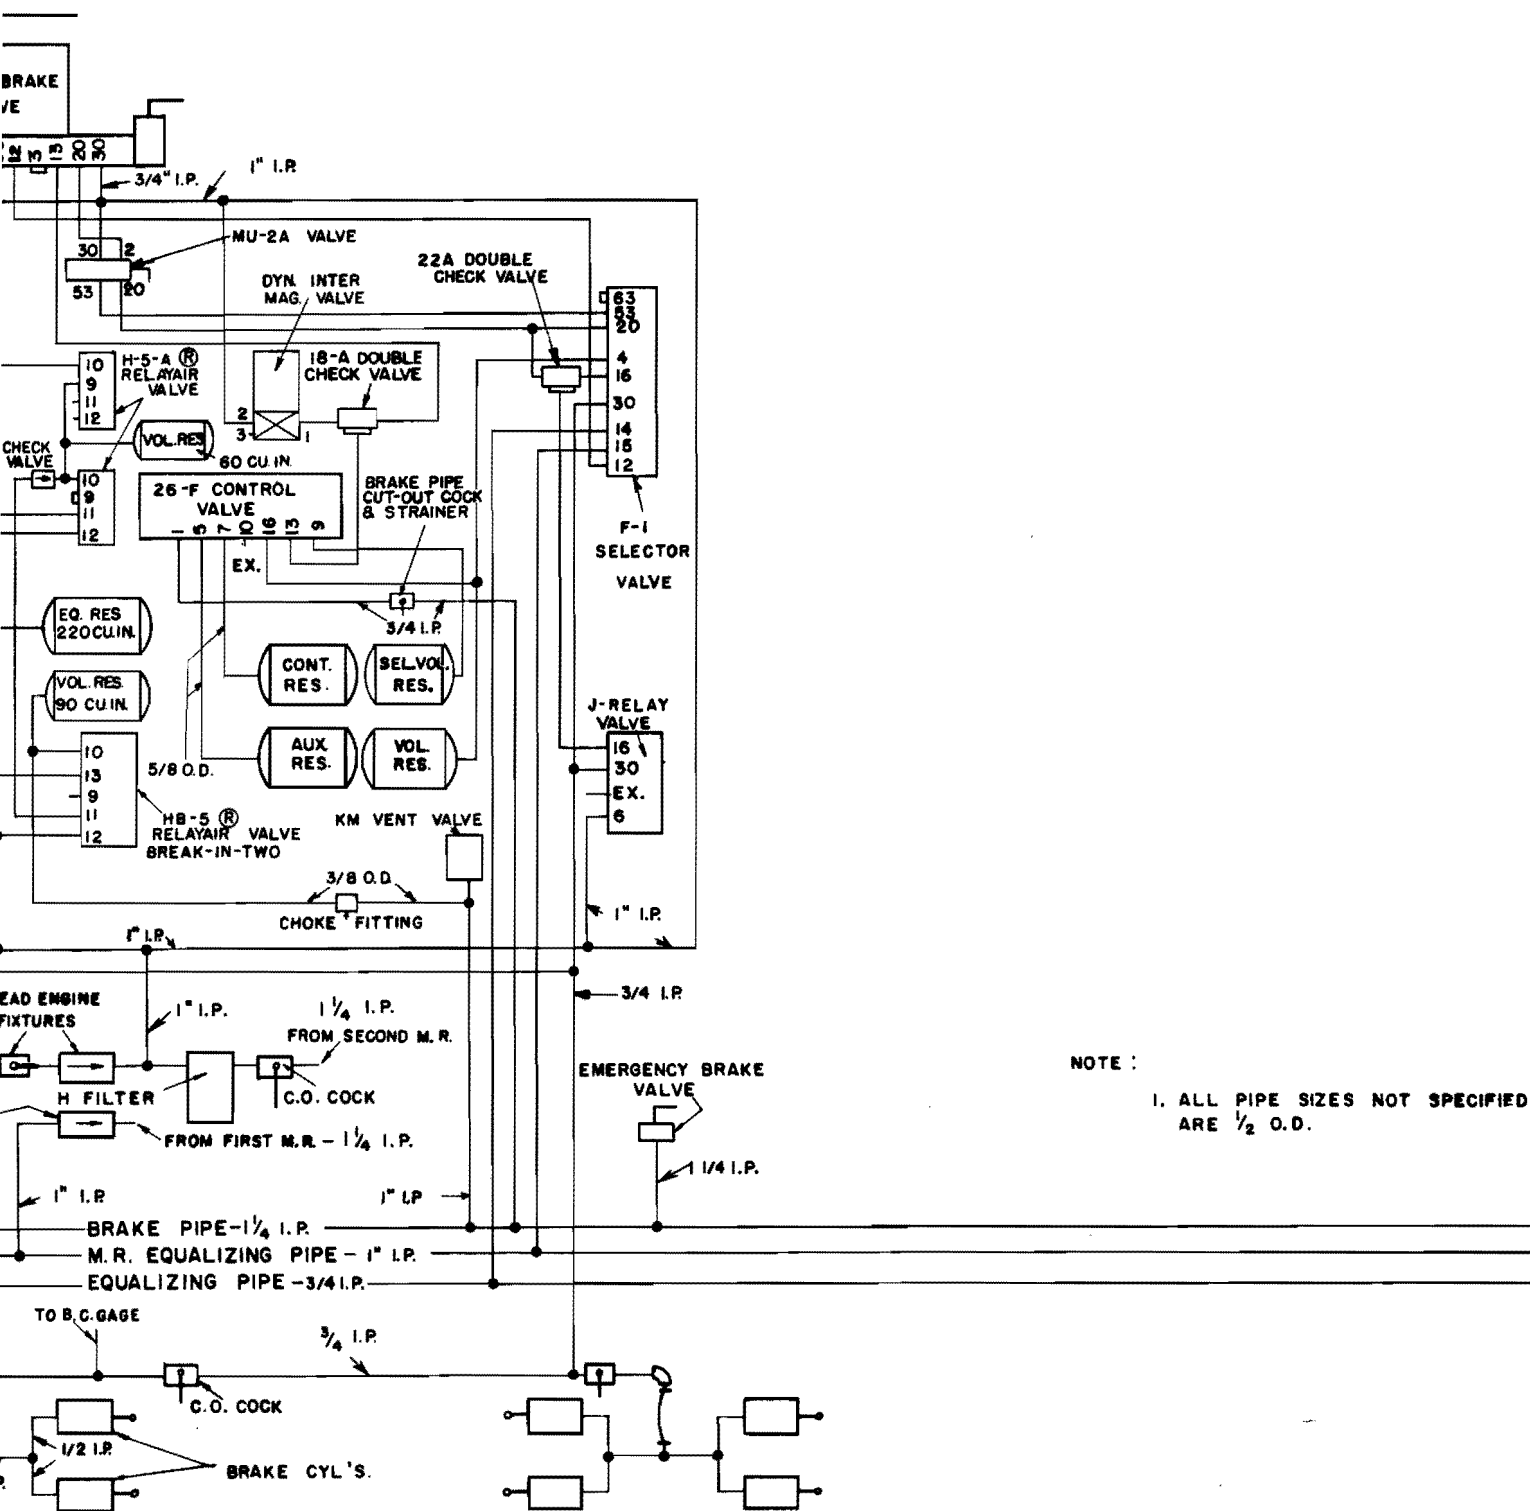 BRAKE
VE
12
3
13
20
30
3/4" I.P.
1" I.P.
MU-2A VALVE
30
2
53
20
22A DOUBLE
CHECK VALVE
DYN. INTER
MAG. VALVE
63
53
20
4
16
30
14
15
12
F-1
SELECTOR
VALVE
H-5-A ®
RELAYAIR
VALVE
10
9
11
12
18-A DOUBLE
CHECK VALVE
2
3
1
VOL. RES
60 CU. IN.
CHECK
VALVE
10
9
11
12
26-F CONTROL
VALVE
1
5
7
10
16
13
9
EX.
BRAKE PIPE
CUT-OUT COCK
& STRAINER
3/4 I.P.
EQ. RES
220 CU.IN.
VOL. RES.
90 CU.IN.
CONT.
RES.
SEL.VOL.
RES.
AUX.
RES.
VOL.
RES.
5/8 O.D.
J-RELAY
VALVE
16
30
EX.
6
10
13
9
11
12
HB-5 ®
RELAYAIR VALVE
BREAK-IN-TWO
KM VENT VALVE
3/8 O.D.
CHOKE FITTING
1" I.P.
1" I.P.
EAD ENGINE
FIXTURES
1" I.P.
1 1/4 I.P.
FROM SECOND M.R.
3/4 I.P.
H FILTER
C.O. COCK
FROM FIRST M.R. - 1 1/4 I.P.
EMERGENCY BRAKE
VALVE
1 1/4 I.P.
NOTE :
1. ALL PIPE SIZES NOT SPECIFIED
ARE 1/2 O.D.
1" I.P.
1" I.P
BRAKE PIPE-1 1/4 I.P.
M.R. EQUALIZING PIPE - 1" I.P.
EQUALIZING PIPE -3/4 I.P.
TO B.C. GAGE
3/4 I.P.
C.O. COCK
1/2 I.P.
BRAKE CYL'S.
P.